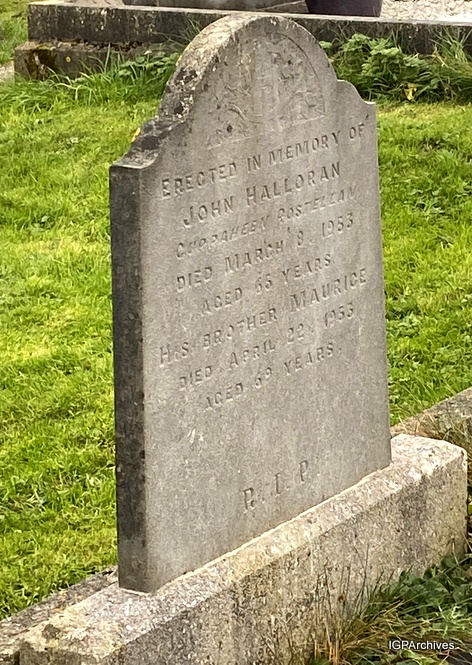 ERECTED IN MEMORY OF
JOHN HALLORAN
CURRAHEEN ROSTELLAN
DIED MARCH 8, 1953
AGED 65 YEARS.
HIS BROTHER MAURICE
DIED APRIL 22, 1953
AGED 69 YEARS.
R.I.P.
IGPArchives